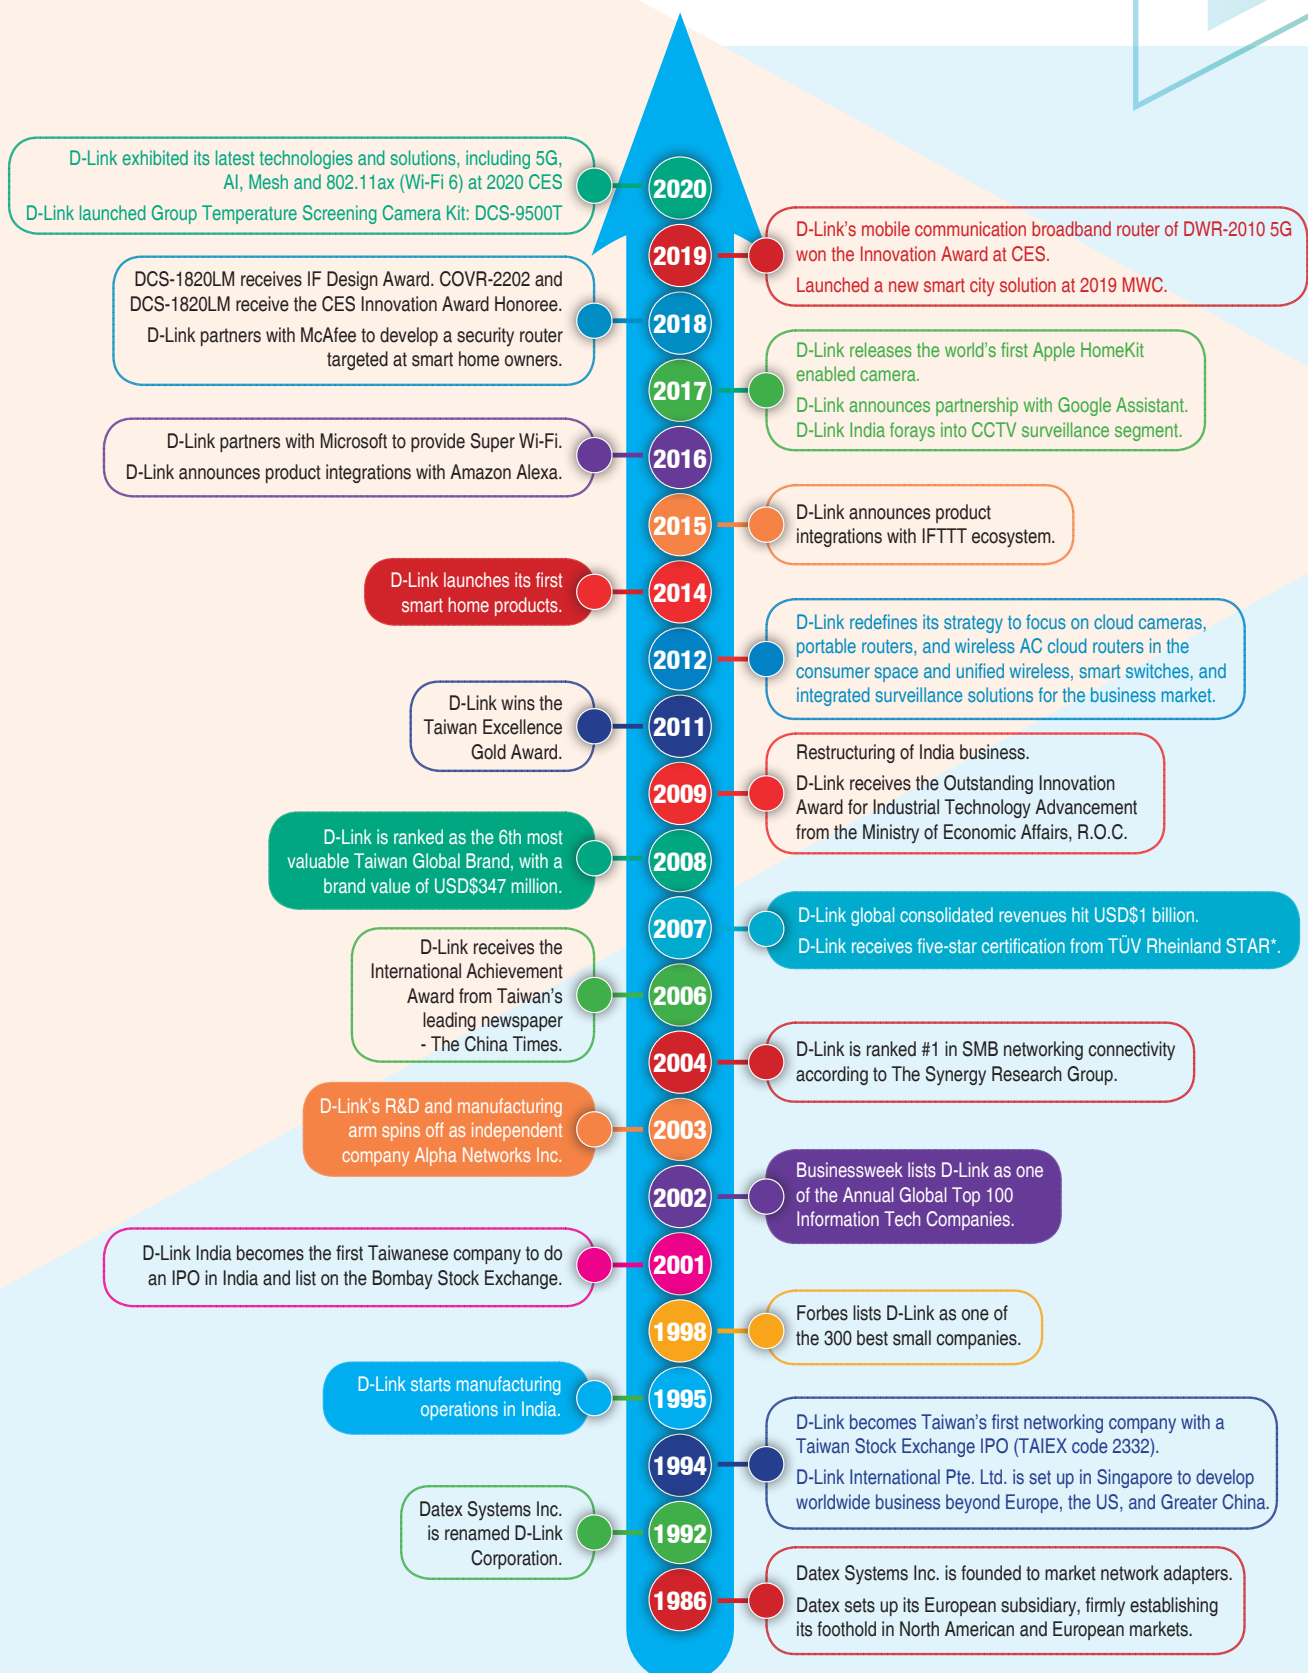 D-Link exhibited its latest technologies and solutions, including 5G,
AI, Mesh and 802.11ax (Wi-Fi 6) at 2020 CES
D-Link launched Group Temperature Screening Camera Kit: DCS-9500T
2020
2019
D-Link's mobile communication broadband router of DWR-2010 5G
won the Innovation Award at CES.
Launched a new smart city solution at 2019 MWC.
DCS-1820LM receives IF Design Award. COVR-2202 and
DCS-1820LM receive the CES Innovation Award Honoree.
D-Link partners with McAfee to develop a security router
targeted at smart home owners.
2018
2017
D-Link releases the world's first Apple HomeKit
enabled camera.
D-Link announces partnership with Google Assistant.
D-Link India forays into CCTV surveillance segment.
D-Link partners with Microsoft to provide Super Wi-Fi.
D-Link announces product integrations with Amazon Alexa.
2016
2015
D-Link announces product
integrations with IFTTT ecosystem.
D-Link launches its first
smart home products.
2014
2012
D-Link redefines its strategy to focus on cloud cameras,
portable routers, and wireless AC cloud routers in the
consumer space and unified wireless, smart switches, and
integrated surveillance solutions for the business market.
D-Link wins the
Taiwan Excellence
Gold Award.
2011
2009
Restructuring of India business.
D-Link receives the Outstanding Innovation
Award for Industrial Technology Advancement
from the Ministry of Economic Affairs, R.O.C.
D-Link is ranked as the 6th most
valuable Taiwan Global Brand, with a
brand value of USD$347 million.
2008
2007
D-Link global consolidated revenues hit USD$1 billion.
D-Link receives five-star certification from TÜV Rheinland STAR*.
D-Link receives the
International Achievement
Award from Taiwan's
leading newspaper
- The China Times.
2006
2004
D-Link is ranked #1 in SMB networking connectivity
according to The Synergy Research Group.
D-Link's R&D and manufacturing
arm spins off as independent
company Alpha Networks Inc.
2003
2002
Businessweek lists D-Link as one
of the Annual Global Top 100
Information Tech Companies.
D-Link India becomes the first Taiwanese company to do
an IPO in India and list on the Bombay Stock Exchange.
2001
1998
Forbes lists D-Link as one of
the 300 best small companies.
D-Link starts manufacturing
operations in India.
1995
1994
D-Link becomes Taiwan's first networking company with a
Taiwan Stock Exchange IPO (TAIEX code 2332).
D-Link International Pte. Ltd. is set up in Singapore to develop
worldwide business beyond Europe, the US, and Greater China.
Datex Systems Inc.
is renamed D-Link
Corporation.
1992
1986
Datex Systems Inc. is founded to market network adapters.
Datex sets up its European subsidiary, firmly establishing
its foothold in North American and European markets.